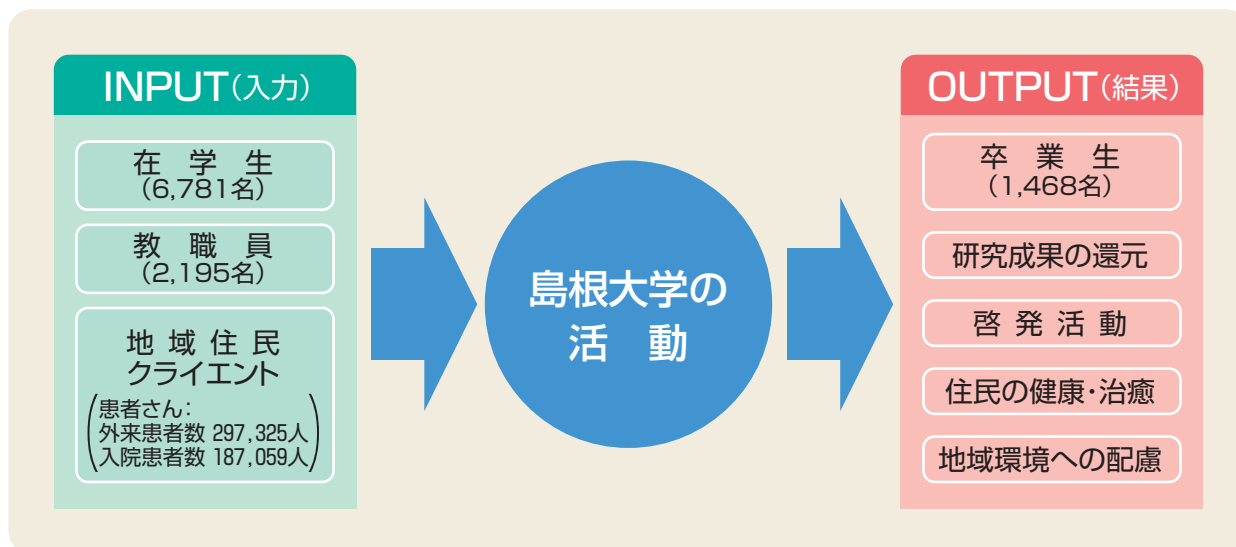 INPUT(入力)
在学生
(6,781名)
教職員
(2,195名)
地域住民
クライエント
(患者さん:
外来患者数 297,325人
入院患者数 187,059人)
島根大学の
活動
OUTPUT(結果)
卒業生
(1,468名)
研究成果の還元
啓発活動
住民の健康・治癒
地域環境への配慮